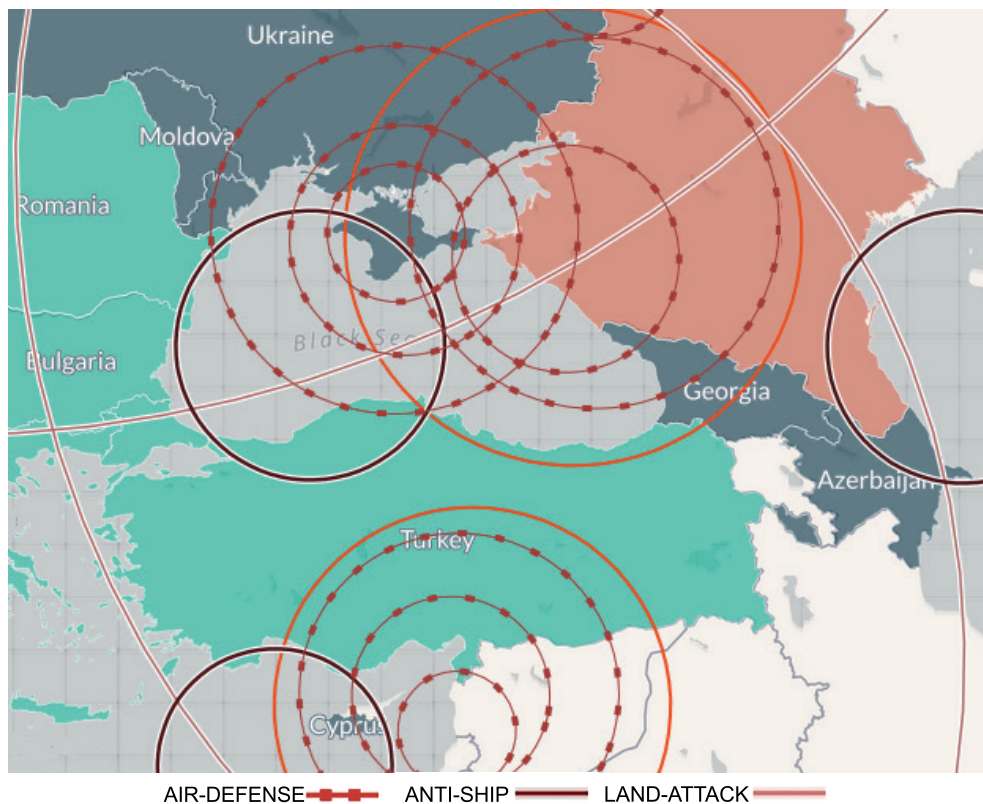 Ukraine
Moldova
Romania
Black Sea
Bulgaria
Georgia
Azerbaijan
Turkey
Cyprus
AIR-DEFENSE ANTI-SHIP LAND-ATTACK